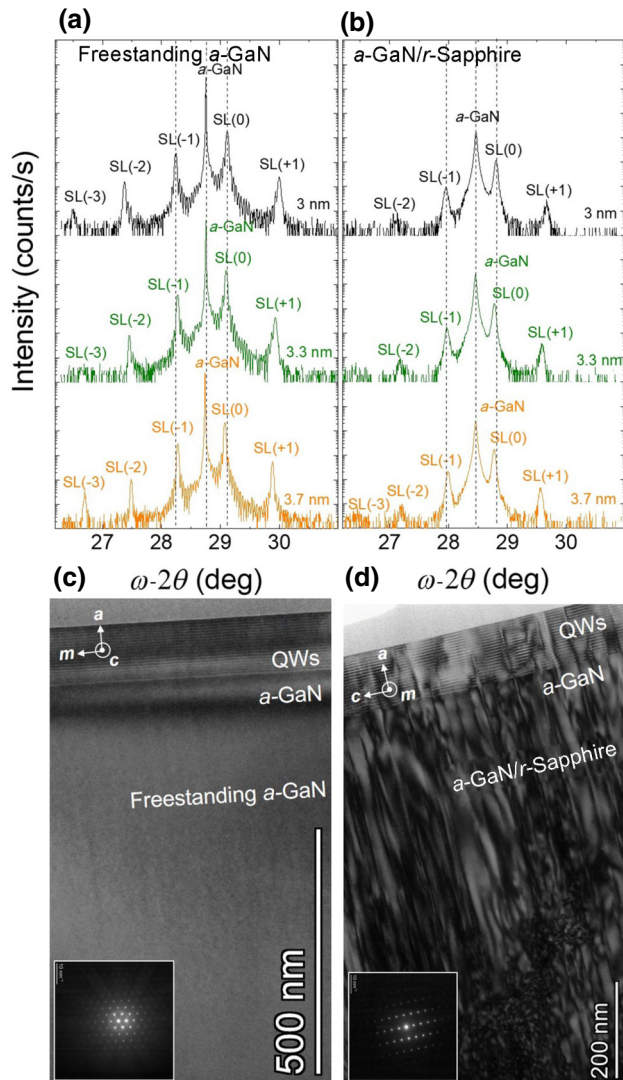 (a)
Freestanding a-GaN
a-GaN
SL(-3)
SL(-2)
SL(-1)
SL(0)
SL(+1)
3 nm
a-GaN
SL(-3)
SL(-2)
SL(-1)
SL(0)
SL(+1)
3.3 nm
a-GaN
SL(-3)
SL(-2)
SL(-1)
SL(0)
SL(+1)
3.7 nm
27 28 29 30
Intensity (counts/s)
ω-2θ (deg)
(b)
a-GaN/r-Sapphire
a-GaN
SL(-2)
SL(-1)
SL(0)
SL(+1)
3 nm
a-GaN
SL(-2)
SL(-1)
SL(0)
SL(+1)
3.3 nm
a-GaN
SL(-3)
SL(-2)
SL(-1)
SL(0)
SL(+1)
3.7 nm
27 28 29 30
ω-2θ (deg)
(c)
a
m
c
QWs
a-GaN
Freestanding a-GaN
500 nm
(d)
a
c
m
QWs
a-GaN
a-GaN/r-Sapphire
200 nm